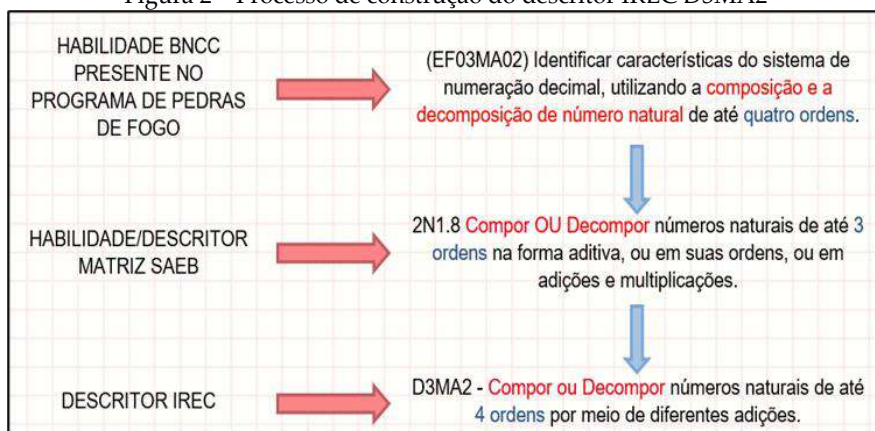 Figura 2 – Processo de construção do descritor IREC D3MA2
HABILIDADE BNCC
PRESENTE NO
PROGRAMA DE PEDRAS
DE FOGO
(EF03MA02) Identificar características do sistema de
numeração decimal, utilizando a composição e a
decomposição de número natural de até quatro ordens.
HABILIDADE/DESCRITOR
MATRIZ SAEB
2N1.8 Compor OU Decompor números naturais de até 3
ordens na forma aditiva, ou em suas ordens, ou em
adições e multiplicações.
DESCRITOR IREC
D3MA2 - Compor ou Decompor números naturais de até
4 ordens por meio de diferentes adições.